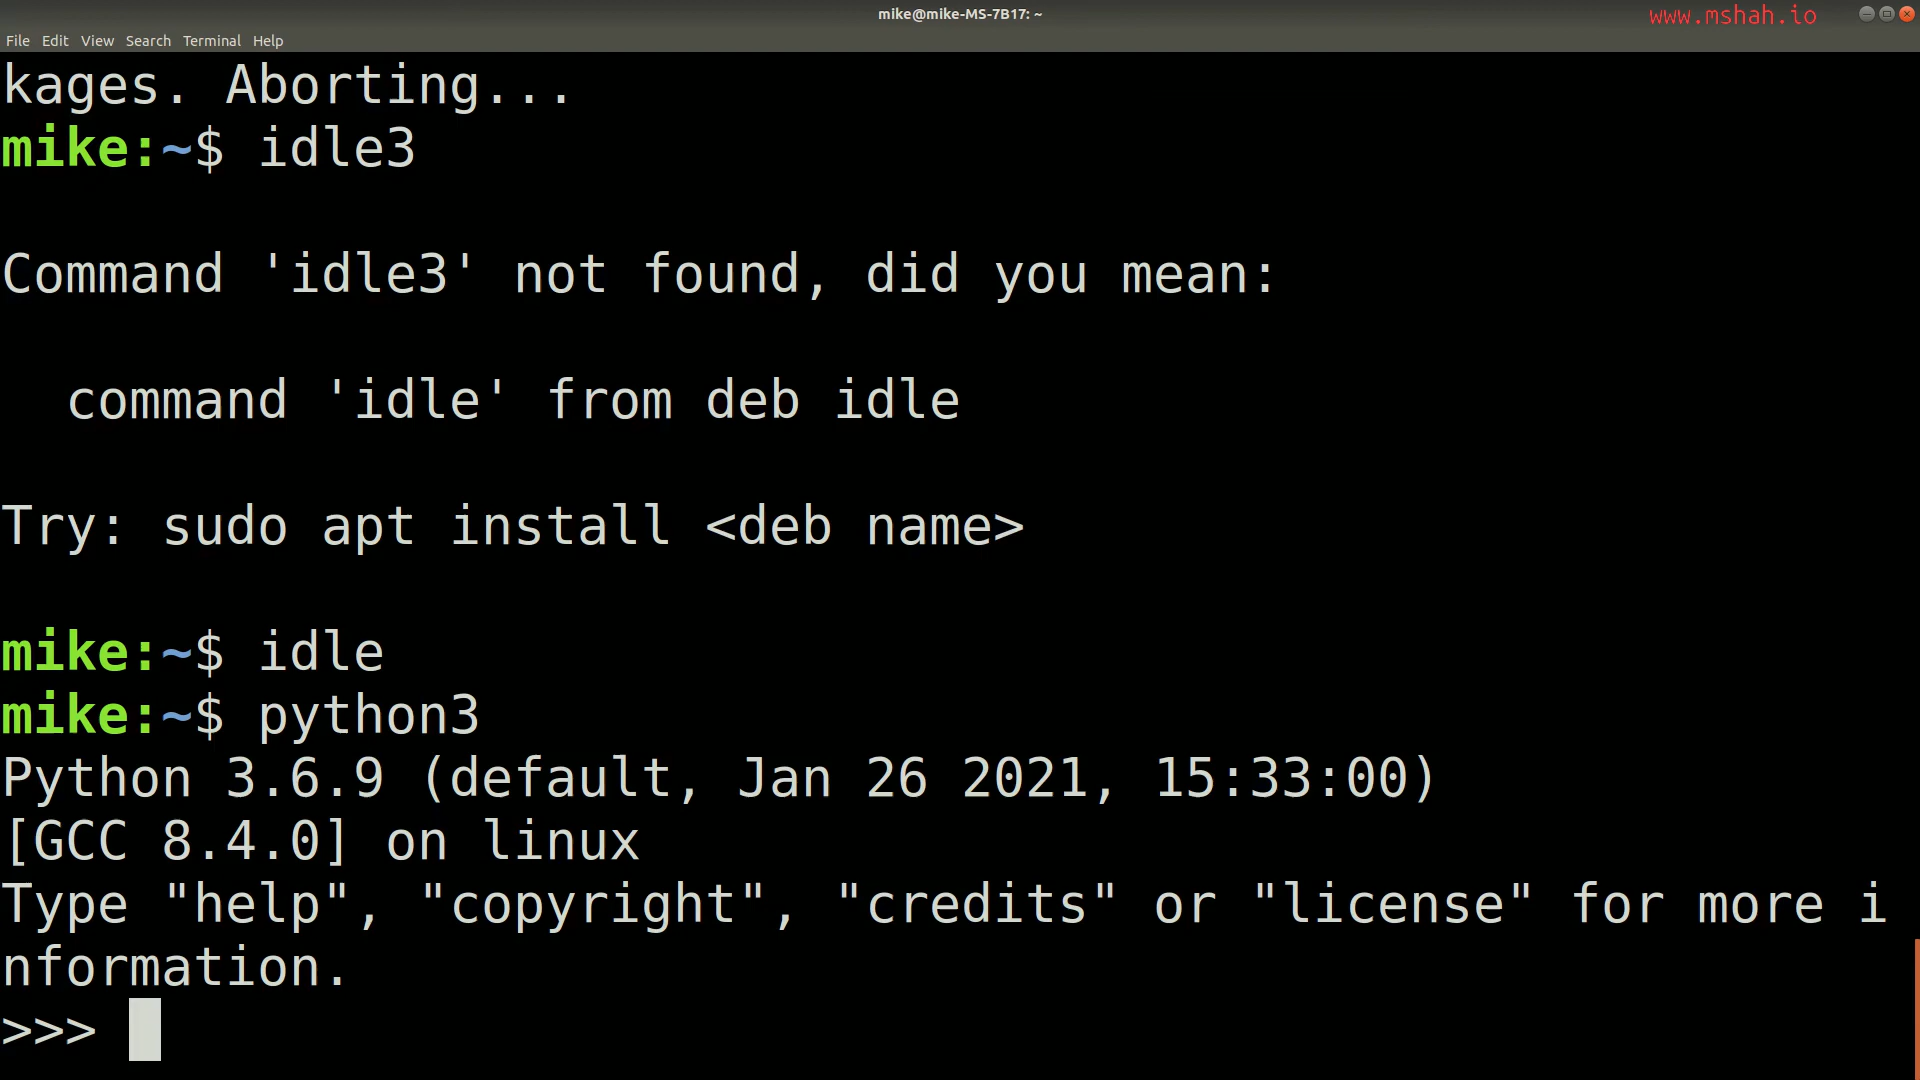 mike@mike-MS-7B17: ~
www.mshah.io
File Edit View Search Terminal Help
kages. Aborting...
mike:~$ idle3
Command 'idle3' not found, did you mean:
command 'idle' from deb idle
Try: sudo apt install <deb name>
mike:~$ idle
mike:~$ python3
Python 3.6.9 (default, Jan 26 2021, 15:33:00)
[GCC 8.4.0] on linux
Type "help", "copyright", "credits" or "license" for more i
nformation.
>>>